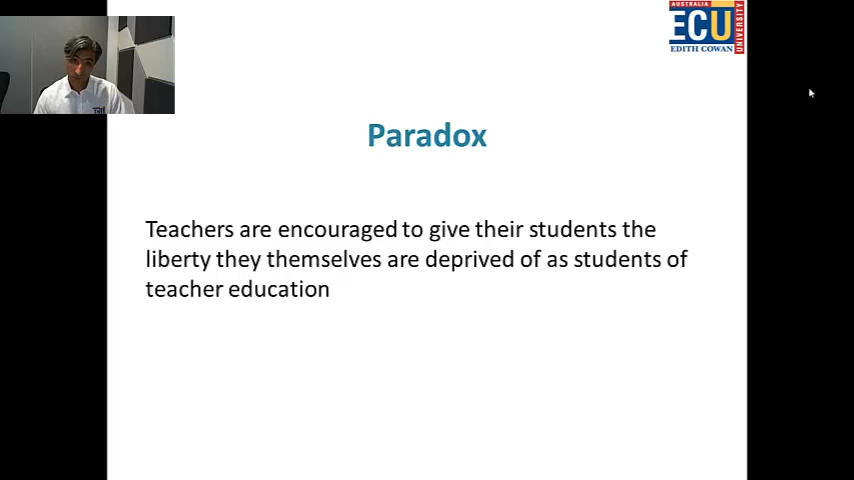 AUSTRALIA
ECU
EDITH COWAN
UNIVERSITY
Paradox
Teachers are encouraged to give their students the
liberty they themselves are deprived of as students of
teacher education